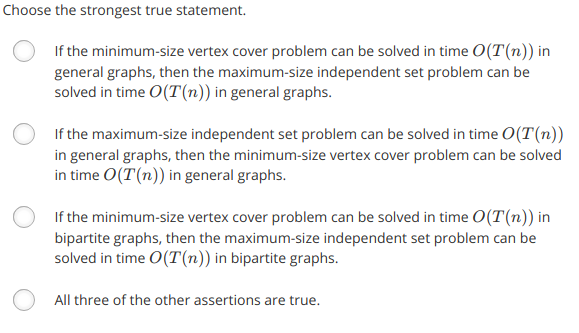 Choose the strongest true statement.
If the minimum-size vertex cover problem can be solved in time O(T(n)) in
general graphs, then the maximum-size independent set problem can be
solved in time O(T(n)) in general graphs.
If the maximum-size independent set problem can be solved in time O(T(n))
in general graphs, then the minimum-size vertex cover problem can be solved
in time O(T(n)) in general graphs.
If the minimum-size vertex cover problem can be solved in time O(T(n)) in
bipartite graphs, then the maximum-size independent set problem can be
solved in time O(T(n)) in bipartite graphs.
All three of the other assertions are true.